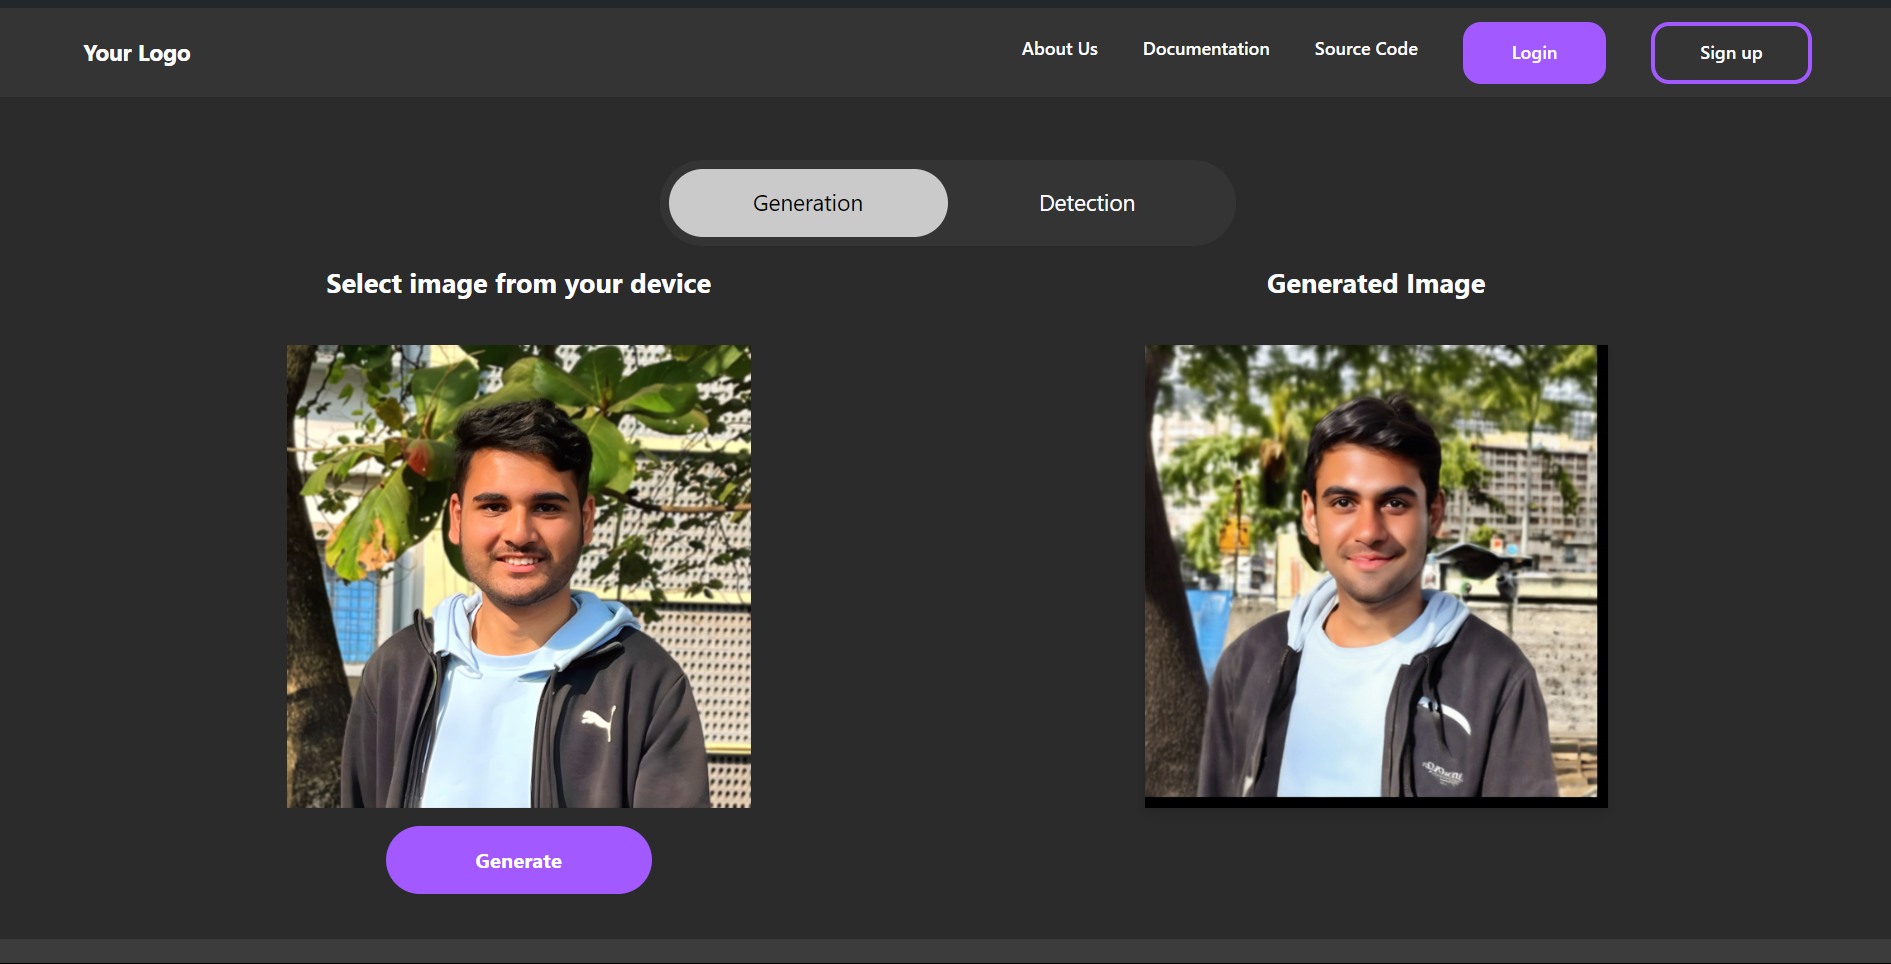 Your Logo
About Us
Documentation
Source Code
Login
Sign up
Generation
Detection
Select image from your device
Generated Image
Generate